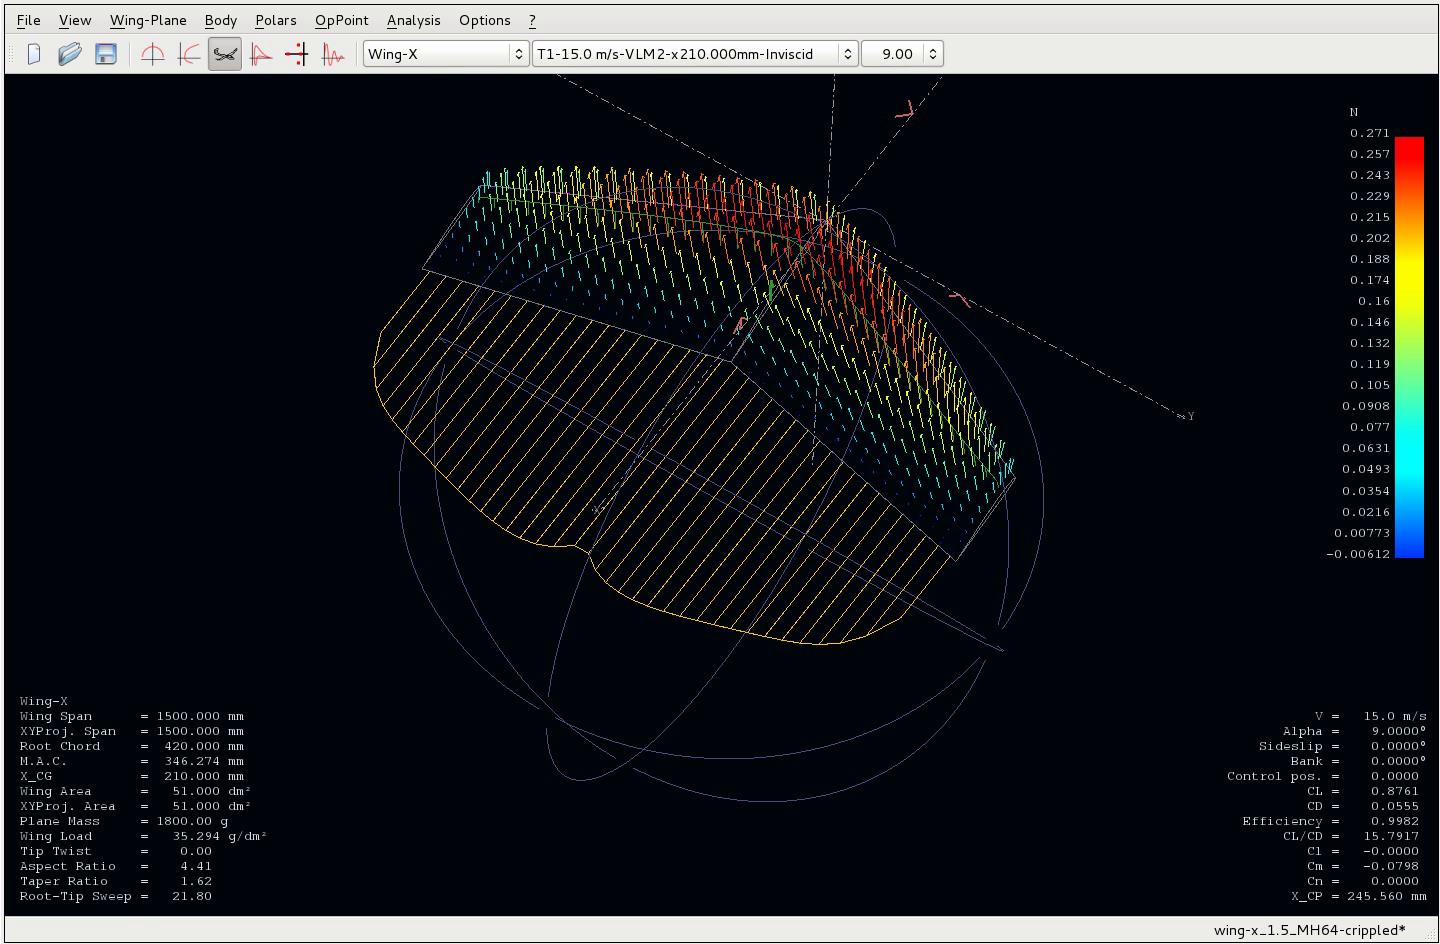 File View Wing-Plane Body Polars OpPoint Analysis Options ?
Wing-X T1-15.0 m/s-VLM2-x210.000mm-Inviscid 9.00
N
0.271
0.257
0.243
0.229
0.215
0.202
0.188
0.174
0.16
0.146
0.132
0.119
0.105
0.0908
0.077
0.0631
0.0493
0.0354
0.0216
0.00773
-0.00612
Y
X
Wing-X
Wing Span = 1500.000 mm
XYProj. Span = 1500.000 mm
Root Chord = 420.000 mm
M.A.C. = 346.274 mm
X_CG = 210.000 mm
Wing Area = 51.000 dm²
XYProj. Area = 51.000 dm²
Plane Mass = 1800.00 g
Wing Load = 35.294 g/dm²
Tip Twist = 0.00
Aspect Ratio = 4.41
Taper Ratio = 1.62
Root-Tip Sweep = 21.80
V = 15.0 m/s
Alpha = 9.0000°
Sideslip = 0.0000°
Bank = 0.0000°
Control pos. = 0.0000
CL = 0.8761
CD = 0.0555
Efficiency = 0.9982
CL/CD = 15.7917
Cl = -0.0000
Cm = -0.0798
Cn = 0.0000
X_CP = 245.560 mm
wing-x_1.5_MH64-crippled*